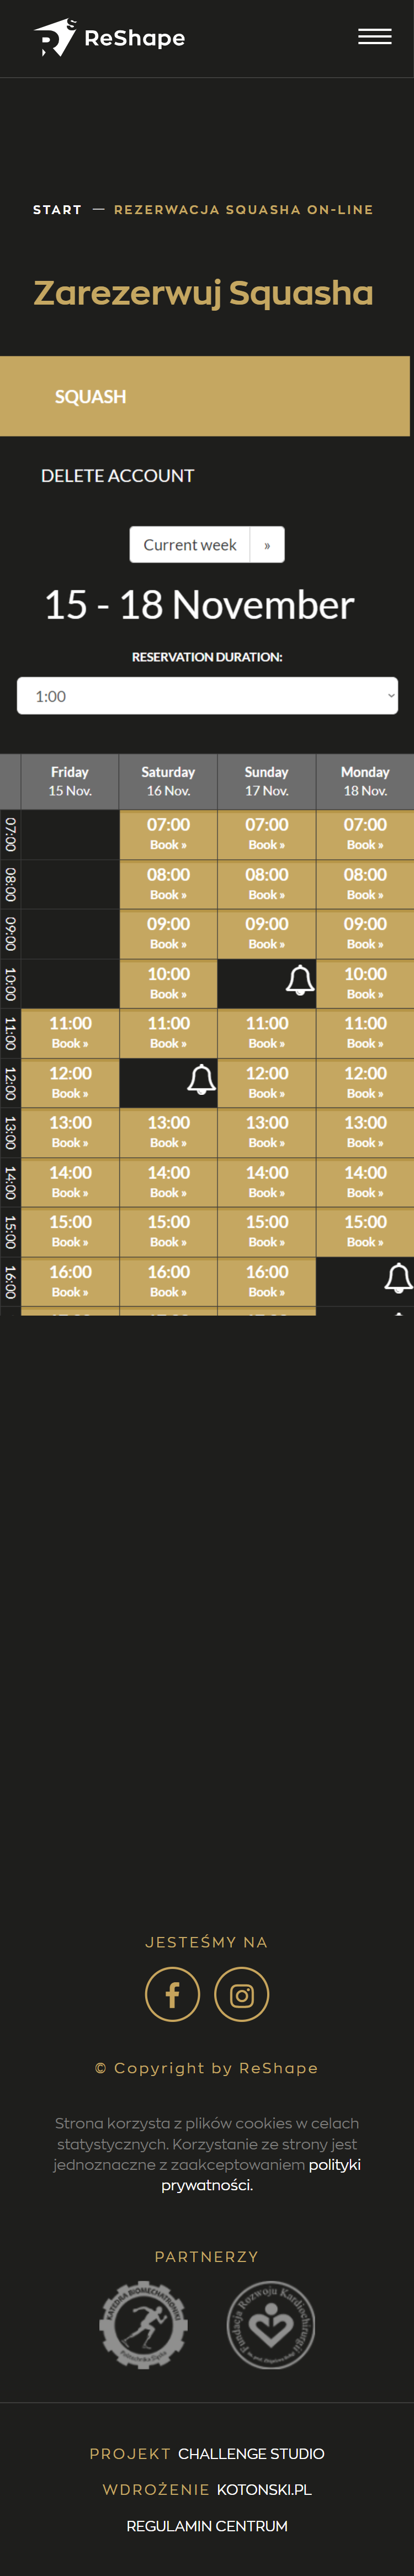 ReShape
START — REZERWACJA SQUASHA ON-LINE
Zarezerwuj Squasha
SQUASH
DELETE ACCOUNT
Current week »
15 - 18 November
RESERVATION DURATION:
1:00
Friday Saturday Sunday Monday
15 Nov. 16 Nov. 17 Nov. 18 Nov.
07:00 07:00 07:00 07:00
Book » Book » Book »
08:00 08:00 08:00 08:00
Book » Book » Book »
09:00 09:00 09:00 09:00
Book » Book » Book »
10:00 10:00 10:00
Book » Book »
11:00 11:00 11:00 11:00 11:00
Book » Book » Book » Book »
12:00 12:00 12:00 12:00
Book » Book » Book »
13:00 13:00 13:00 13:00 13:00
Book » Book » Book » Book »
14:00 14:00 14:00 14:00 14:00
Book » Book » Book » Book »
15:00 15:00 15:00 15:00 15:00
Book » Book » Book » Book »
16:00 16:00 16:00 16:00
Book » Book » Book »
JESTEŚMY NA
© Copyright by ReShape
Strona korzysta z plików cookies w celach
statystycznych. Korzystanie ze strony jest
jednoznaczne z zaakceptowaniem polityki
prywatności.
PARTNERZY
KATEDRA BIOMECHATRONIKI
Politechnika Śląska
Fundacja Rozwoju Kardiochirurgii
PROJEKT CHALLENGE STUDIO
WDROŻENIE KOTONSKI.PL
REGULAMIN CENTRUM